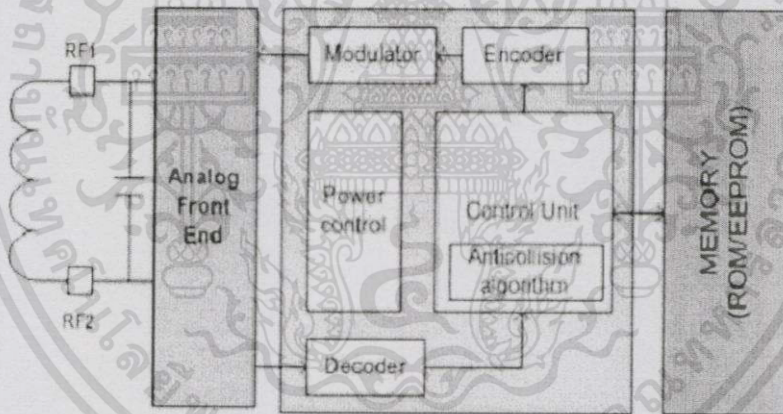 RF1
Modulator
Encoder
Analog
Front
End
Power
control
Control Unit
Anticollision
algorithm
MEMORY
(ROM/EEPROM)
RF2
Decoder